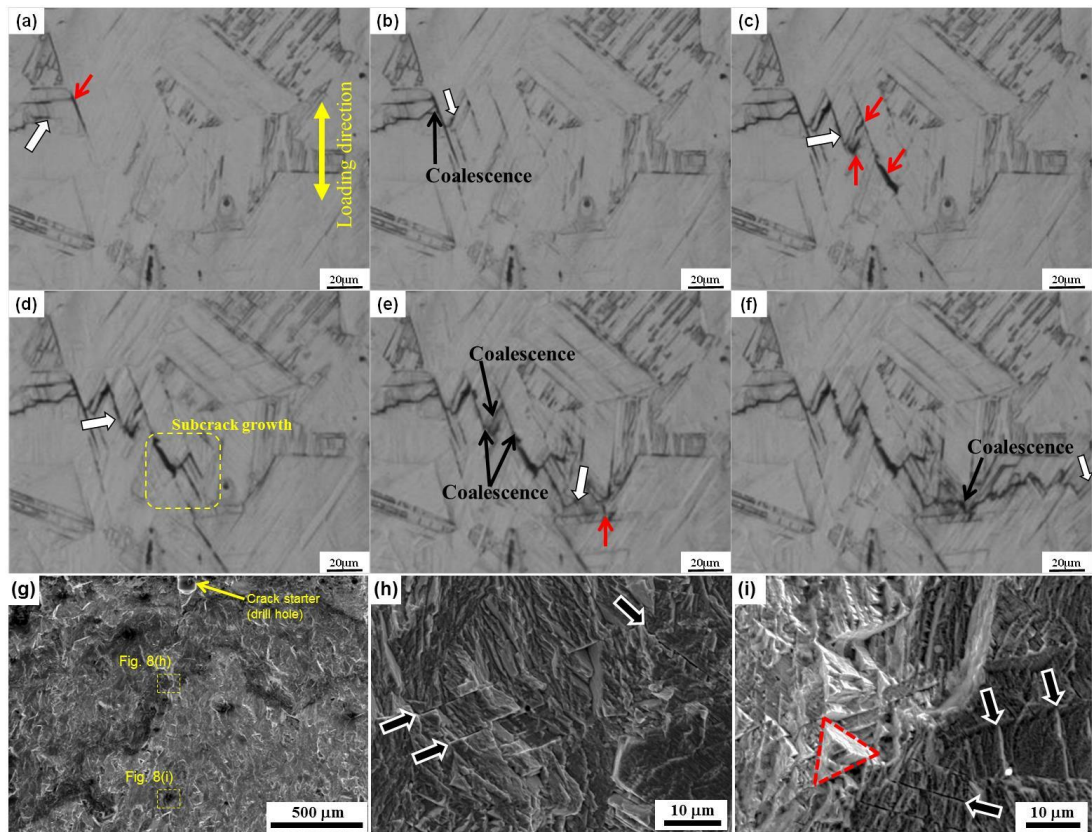 (a)
Loading direction
20µm
(b)
Coalescence
20µm
(c)
20µm
(d)
Subcrack growth
20µm
(e)
Coalescence
Coalescence
20µm
(f)
Coalescence
20µm
(g)
Crack starter
(drill hole)
Fig. 8(h)
Fig. 8(i)
500 µm
(h)
10 µm
(i)
10 µm